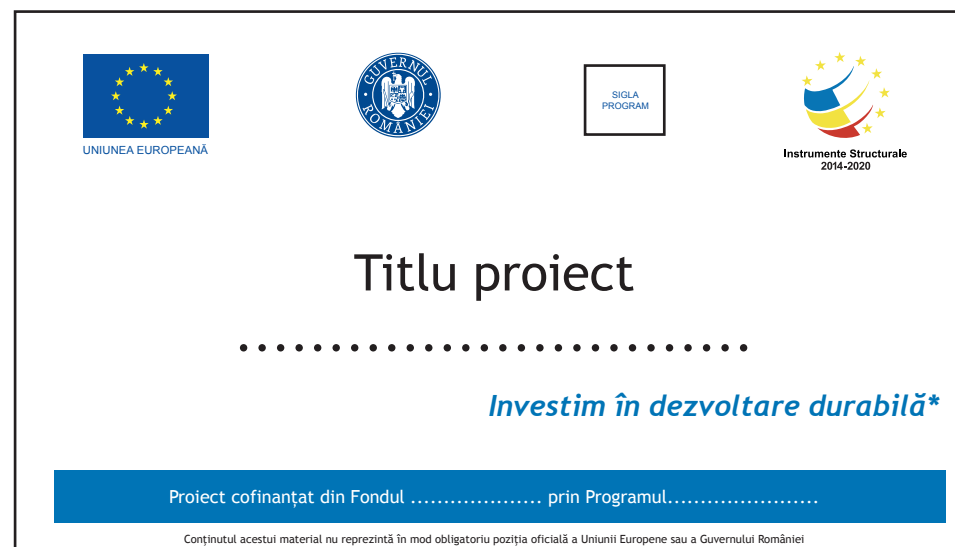 GUVERNUL ROMÂNIEI
SIGLA
PROGRAM
UNIUNEA EUROPEANĂ
Instrumente Structurale
2014-2020
Titlu proiect
............................
Investim în dezvoltare durabilă*
Proiect cofinanțat din Fondul .................... prin Programul.......................
Conținutul acestui material nu reprezintă în mod obligatoriu poziția oficială a Uniunii Europene sau a Guvernului României